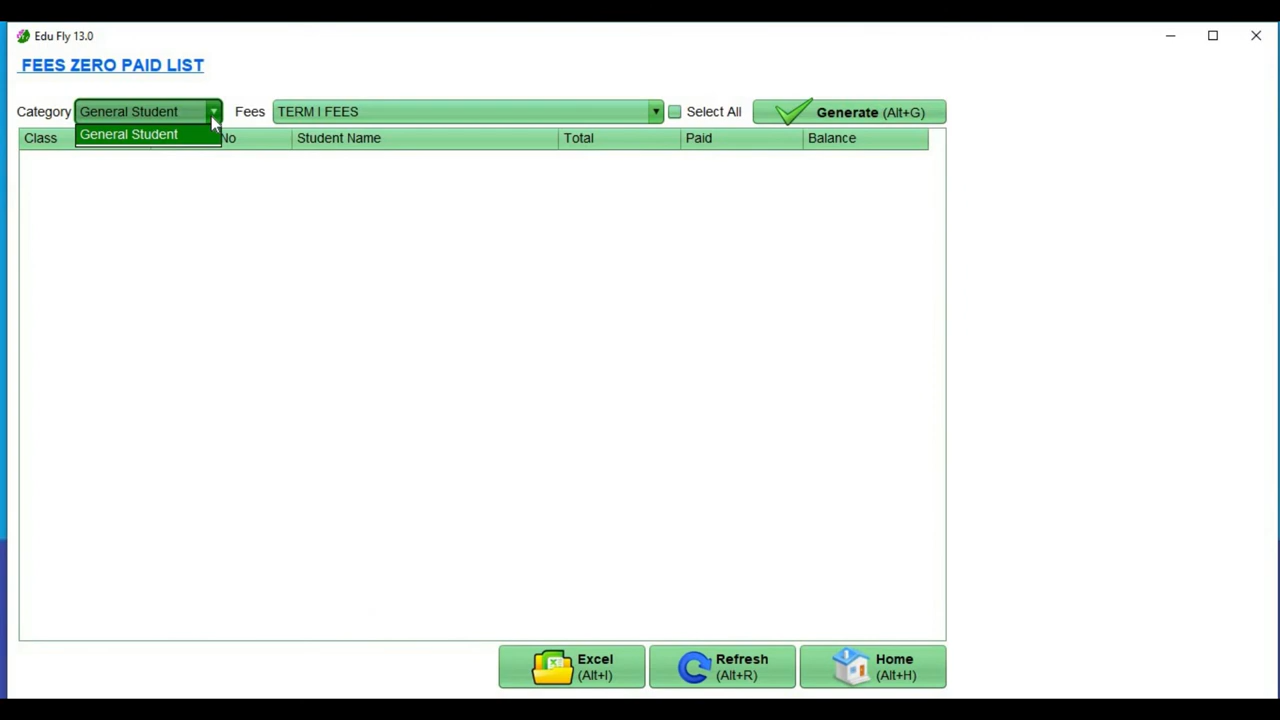 Edu Fly 13.0
FEES ZERO PAID LIST
Category General Student Fees TERM I FEES Select All Generate (Alt+G)
General Student
Class No Student Name Total Paid Balance
Excel (Alt+I)
Refresh (Alt+R)
Home (Alt+H)